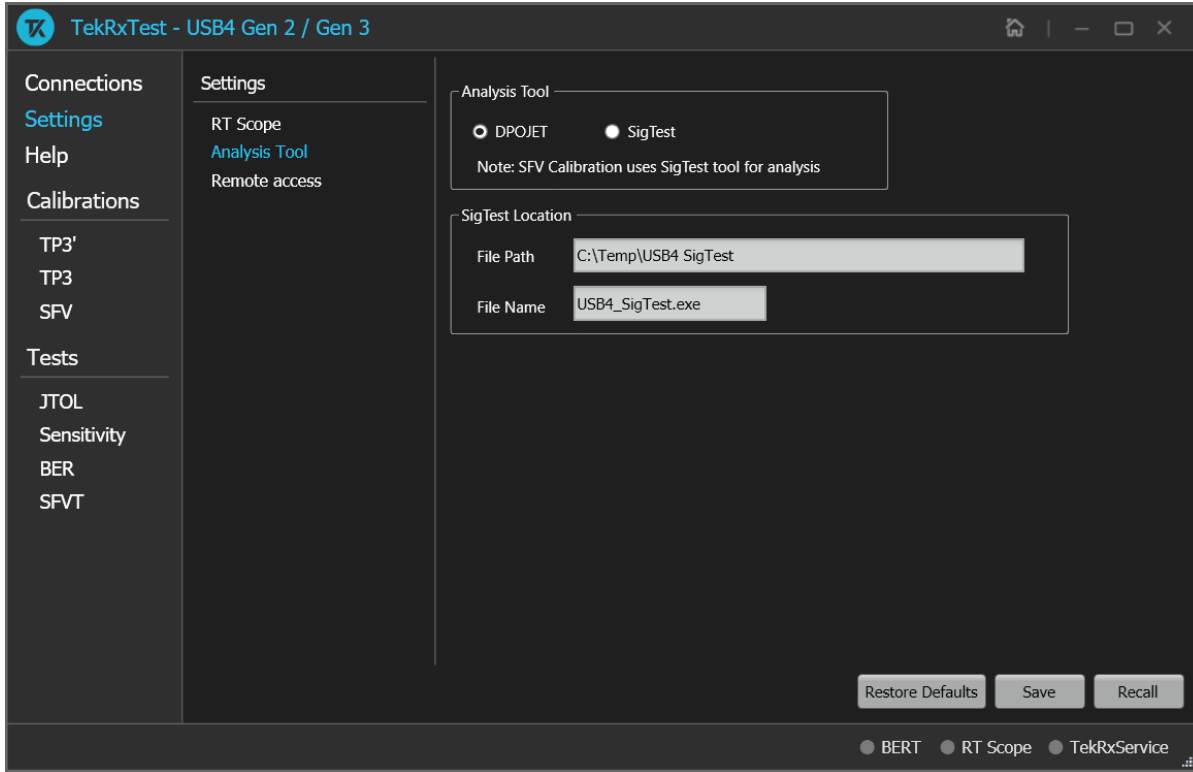 TekRxTest - USB4 Gen 2 / Gen 3
Connections
Settings
Help
Calibrations
TP3'
TP3
SFV
Tests
JTOL
Sensitivity
BER
SFVT
Settings
RT Scope
Analysis Tool
Remote access
Analysis Tool
DPOJET SigTest
Note: SFV Calibration uses SigTest tool for analysis
SigTest Location
File Path C:\Temp\USB4 SigTest
File Name USB4_SigTest.exe
Restore Defaults Save Recall
BERT RT Scope TekRxService